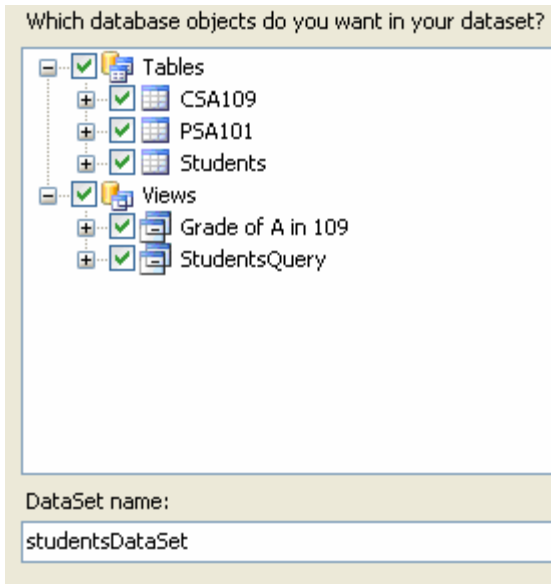 Which database objects do you want in your dataset?
Tables
CSA109
PSA101
Students
Views
Grade of A in 109
StudentsQuery
DataSet name:
studentsDataSet